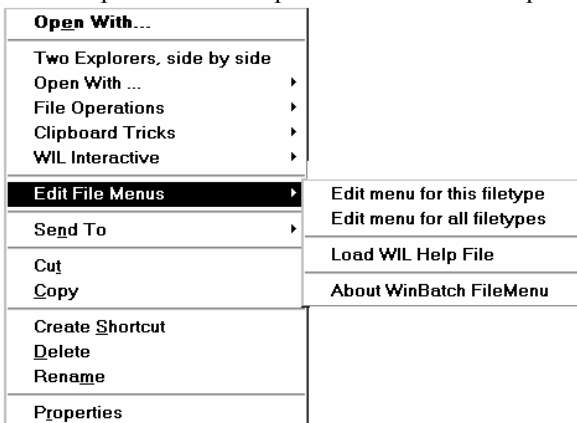 Open With...
Two Explorers, side by side
Open With ...
File Operations
Clipboard Tricks
WIL Interactive
Edit File Menus
Send To
Cut
Copy
Create Shortcut
Delete
Rename
Properties
Edit menu for this filetype
Edit menu for all filetypes
Load WIL Help File
About WinBatch FileMenu